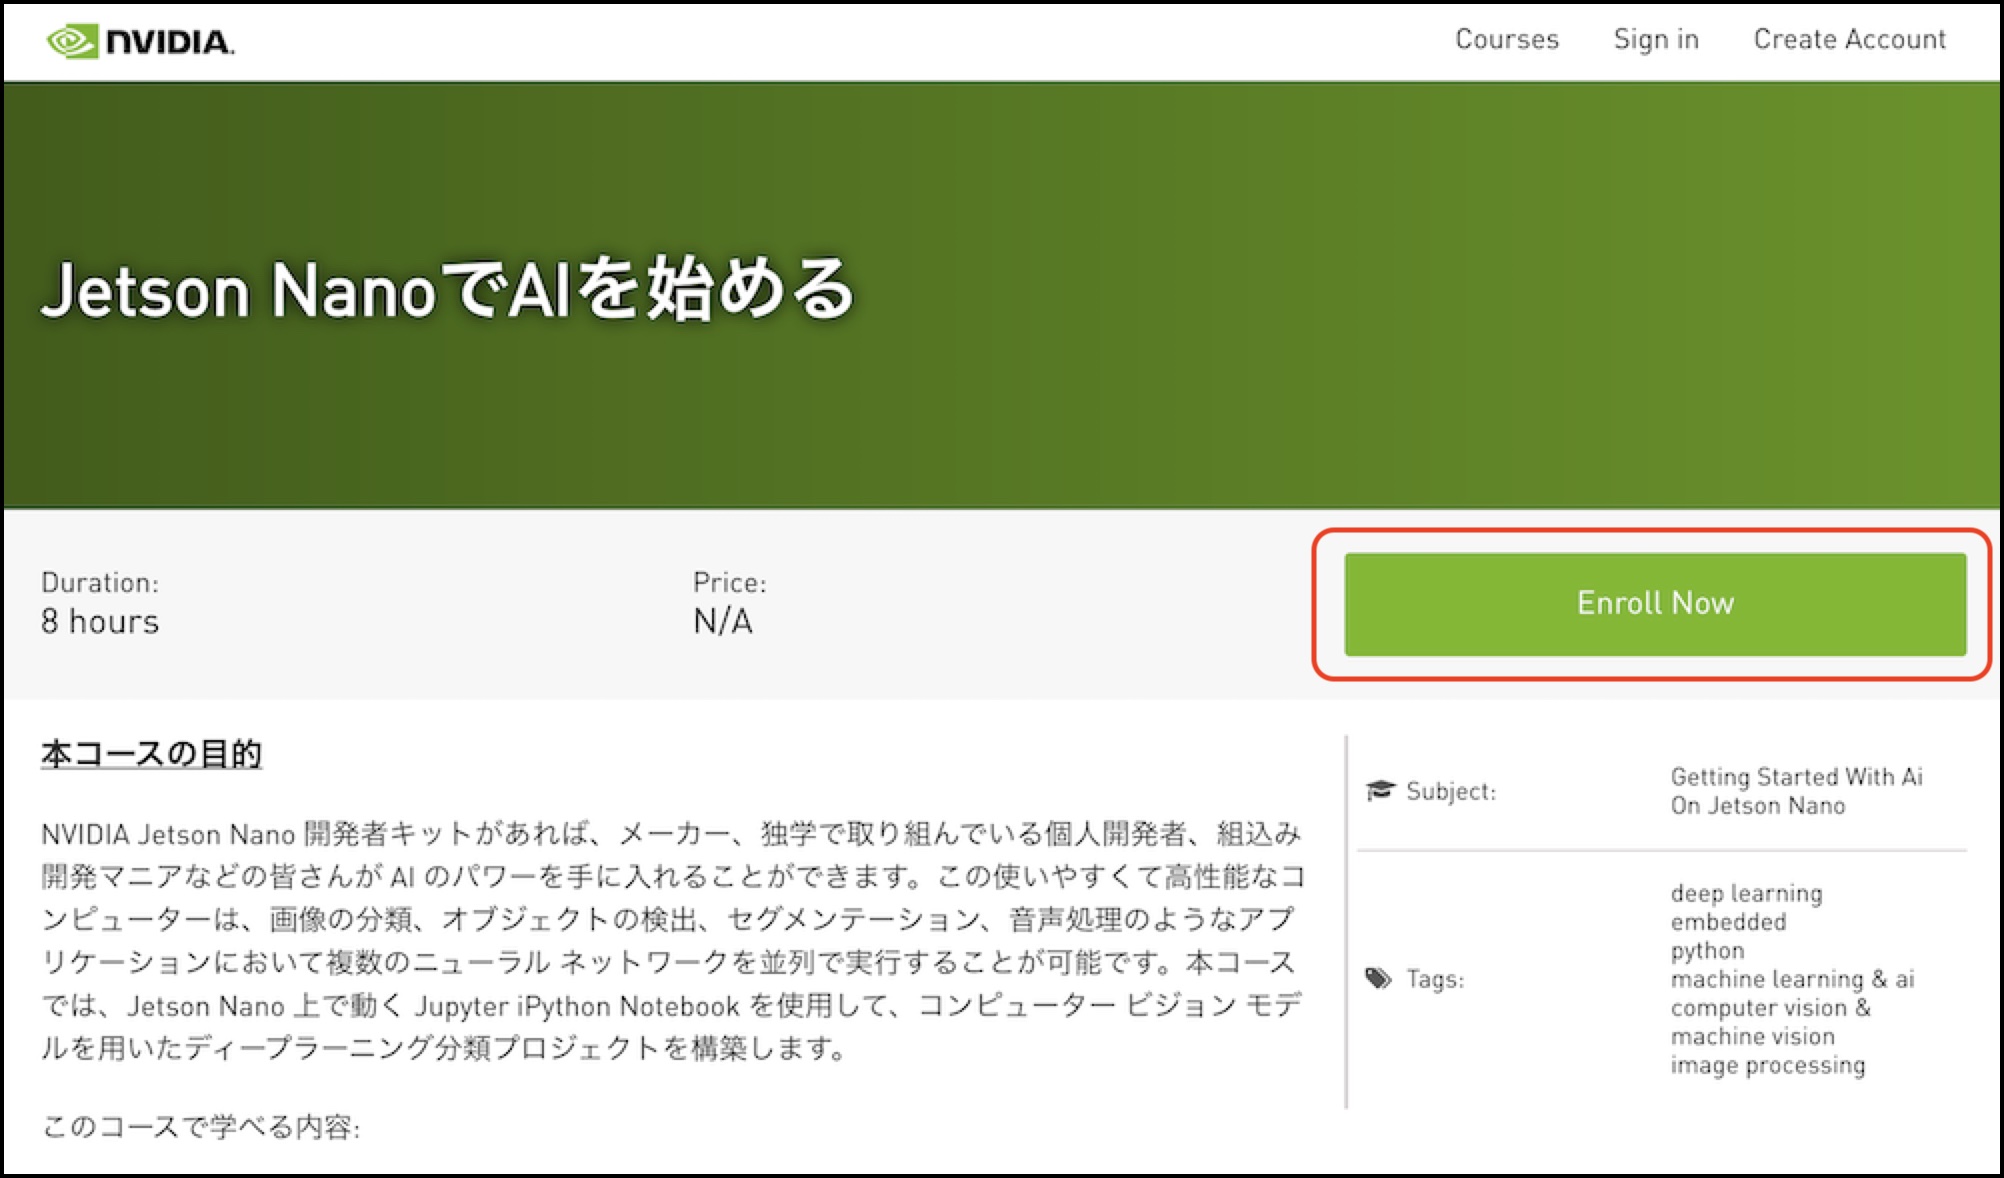 NVIDIA.
Courses Sign in Create Account
Jetson NanoでAIを始める
Duration:
8 hours
Price:
N/A
Enroll Now
本コースの目的
NVIDIA Jetson Nano 開発者キットがあれば、メーカー、独学で取り組んでいる個人開発者、組込み
開発マニアなどの皆さんが AI のパワーを手に入れることができます。この使いやすくて高性能なコ
ンピューターは、画像の分類、オブジェクトの検出、セグメンテーション、音声処理のようなアプ
リケーションにおいて複数のニューラル ネットワークを並列で実行することが可能です。本コース
では、Jetson Nano 上で動く Jupyter iPython Notebook を使用して、コンピューター ビジョン モデ
ルを用いたディープラーニング分類プロジェクトを構築します。
このコースで学べる内容:
Subject:
Getting Started With Ai
On Jetson Nano
Tags:
deep learning
embedded
python
machine learning & ai
computer vision &
machine vision
image processing